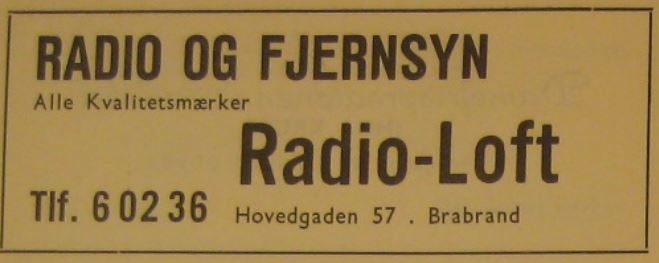 RADIO OG FJERNSYN
Alle Kvalitetsmærker
Radio-Loft
Tlf. 6 02 36 Hovedgaden 57 . Brabrand